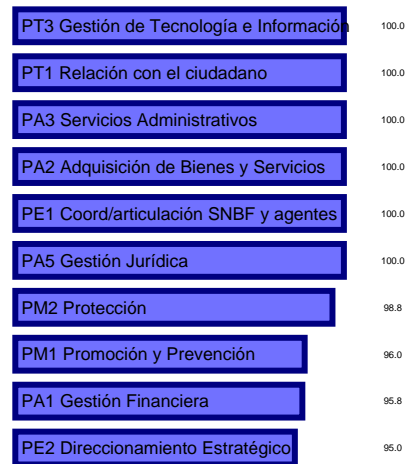 PT3 Gestión de Tecnología e Información 100.0
PT1 Relación con el ciudadano 100.0
PA3 Servicios Administrativos 100.0
PA2 Adquisición de Bienes y Servicios 100.0
PE1 Coord/articulación SNBF y agentes 100.0
PA5 Gestión Jurídica 100.0
PM2 Protección 98.8
PM1 Promoción y Prevención 96.0
PA1 Gestión Financiera 95.8
PE2 Direccionamiento Estratégico 95.0